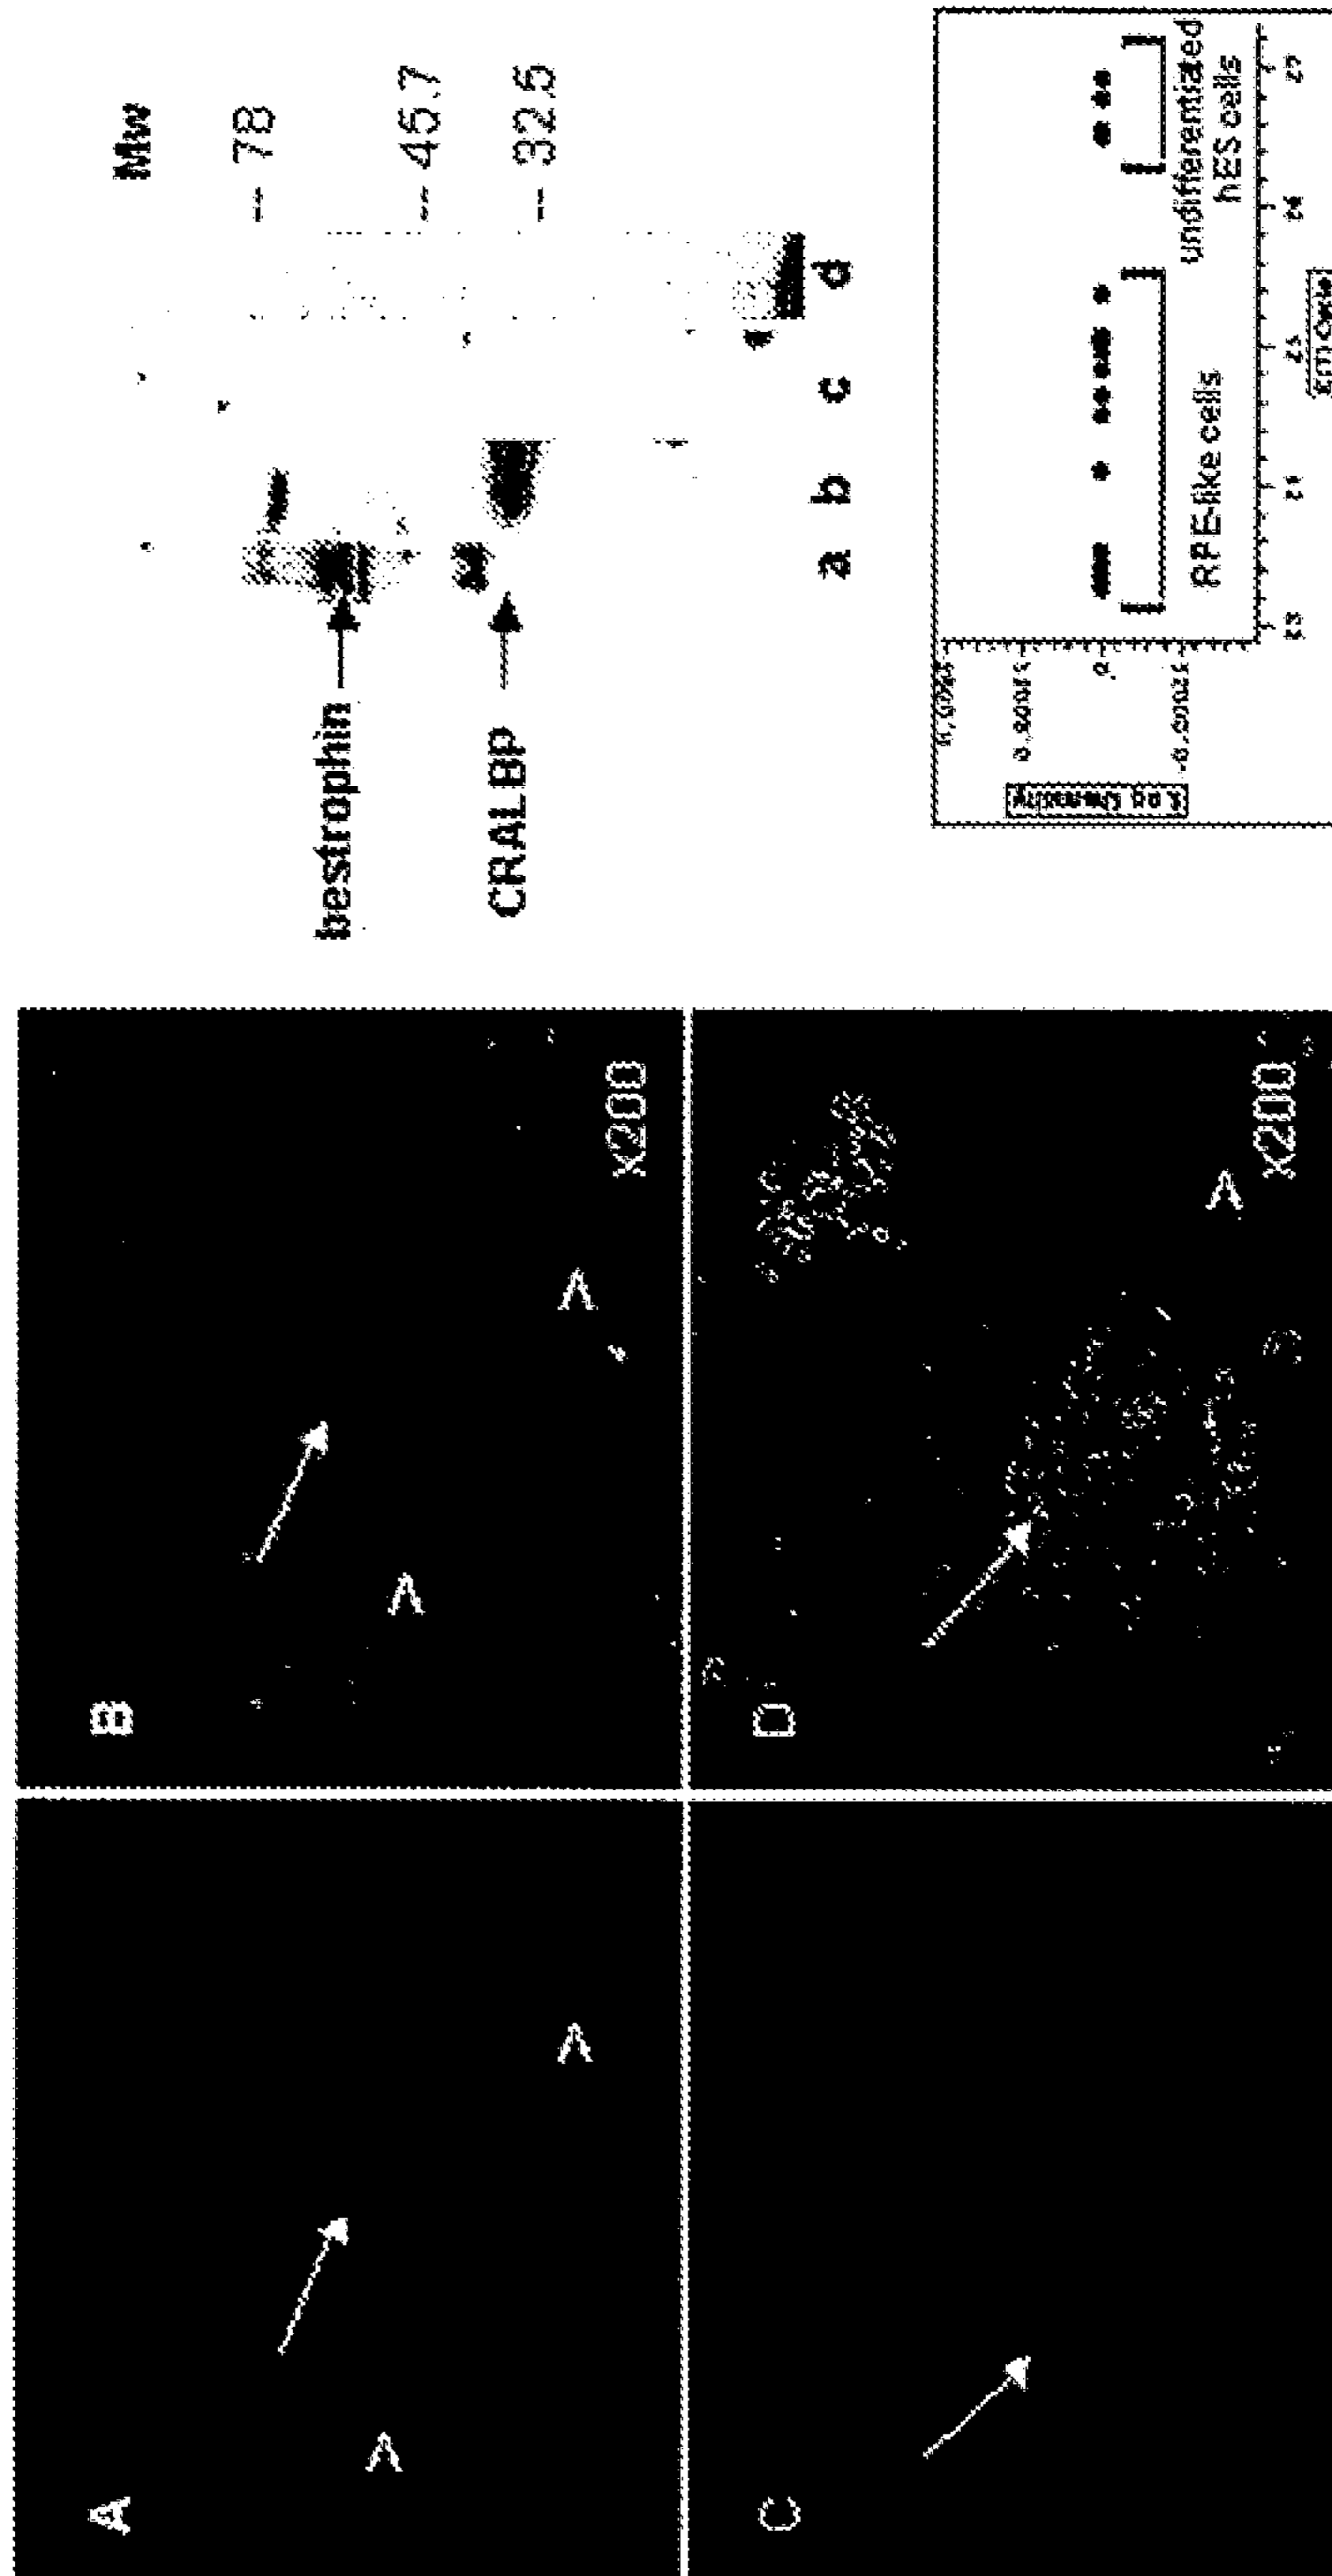 A
B
x200
C
D
x200
Mw
-- 78
-- 45.7
-- 32.5
bestrophin
CRALBP
a b c d
RPE-like cells
undifferentiated
hES cells